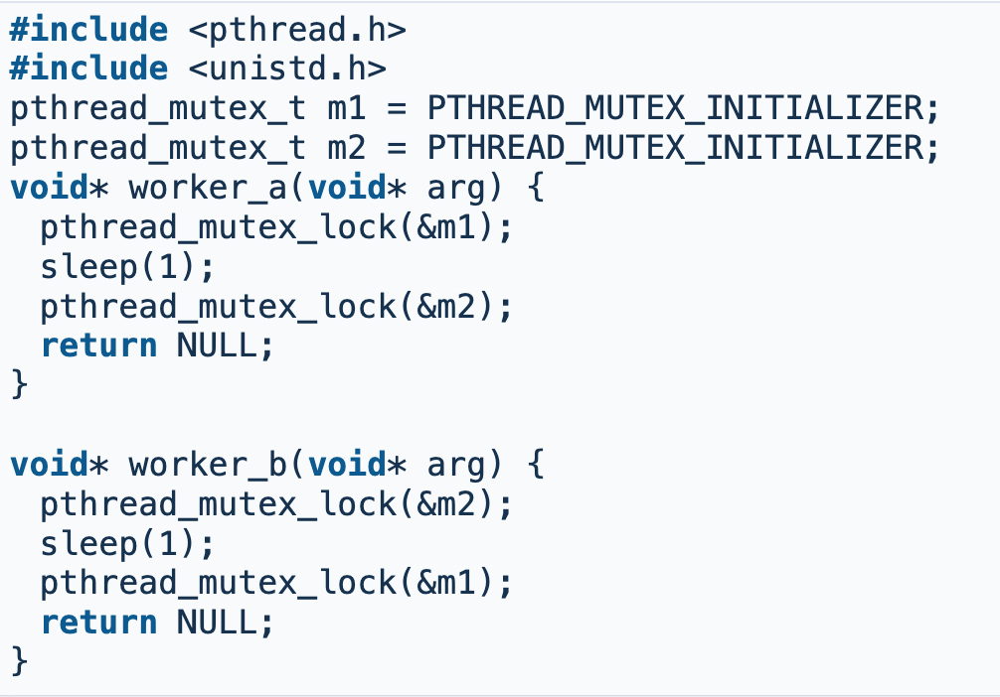 #include <pthread.h>
#include <unistd.h>
pthread_mutex_t m1 = PTHREAD_MUTEX_INITIALIZER;
pthread_mutex_t m2 = PTHREAD_MUTEX_INITIALIZER;
void* worker_a(void* arg) {
  pthread_mutex_lock(&m1);
  sleep(1);
  pthread_mutex_lock(&m2);
  return NULL;
}

void* worker_b(void* arg) {
  pthread_mutex_lock(&m2);
  sleep(1);
  pthread_mutex_lock(&m1);
  return NULL;
}